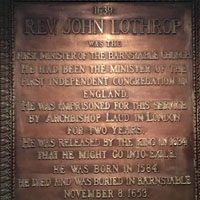 1639
REV. JOHN LOTHROP
WAS THE
FIRST MINISTER OF THE BARNSTABLE
HE HAD BEEN THE MINISTER OF THE
FIRST INDEPENDENT CONGREGATION IN
ENGLAND.
HE WAS IMPRISONED FOR THIS SERVICE
BY ARCHBISHOP LAUD IN LONDON
FOR TWO YEARS.
HE WAS RELEASED BY THE KING IN 1634
THAT HE MIGHT GO INTO EXILE.
HE WAS BORN IN 1584.
HE DIED AND WAS BURIED IN BARNSTABLE
NOVEMBER 8, 1653.